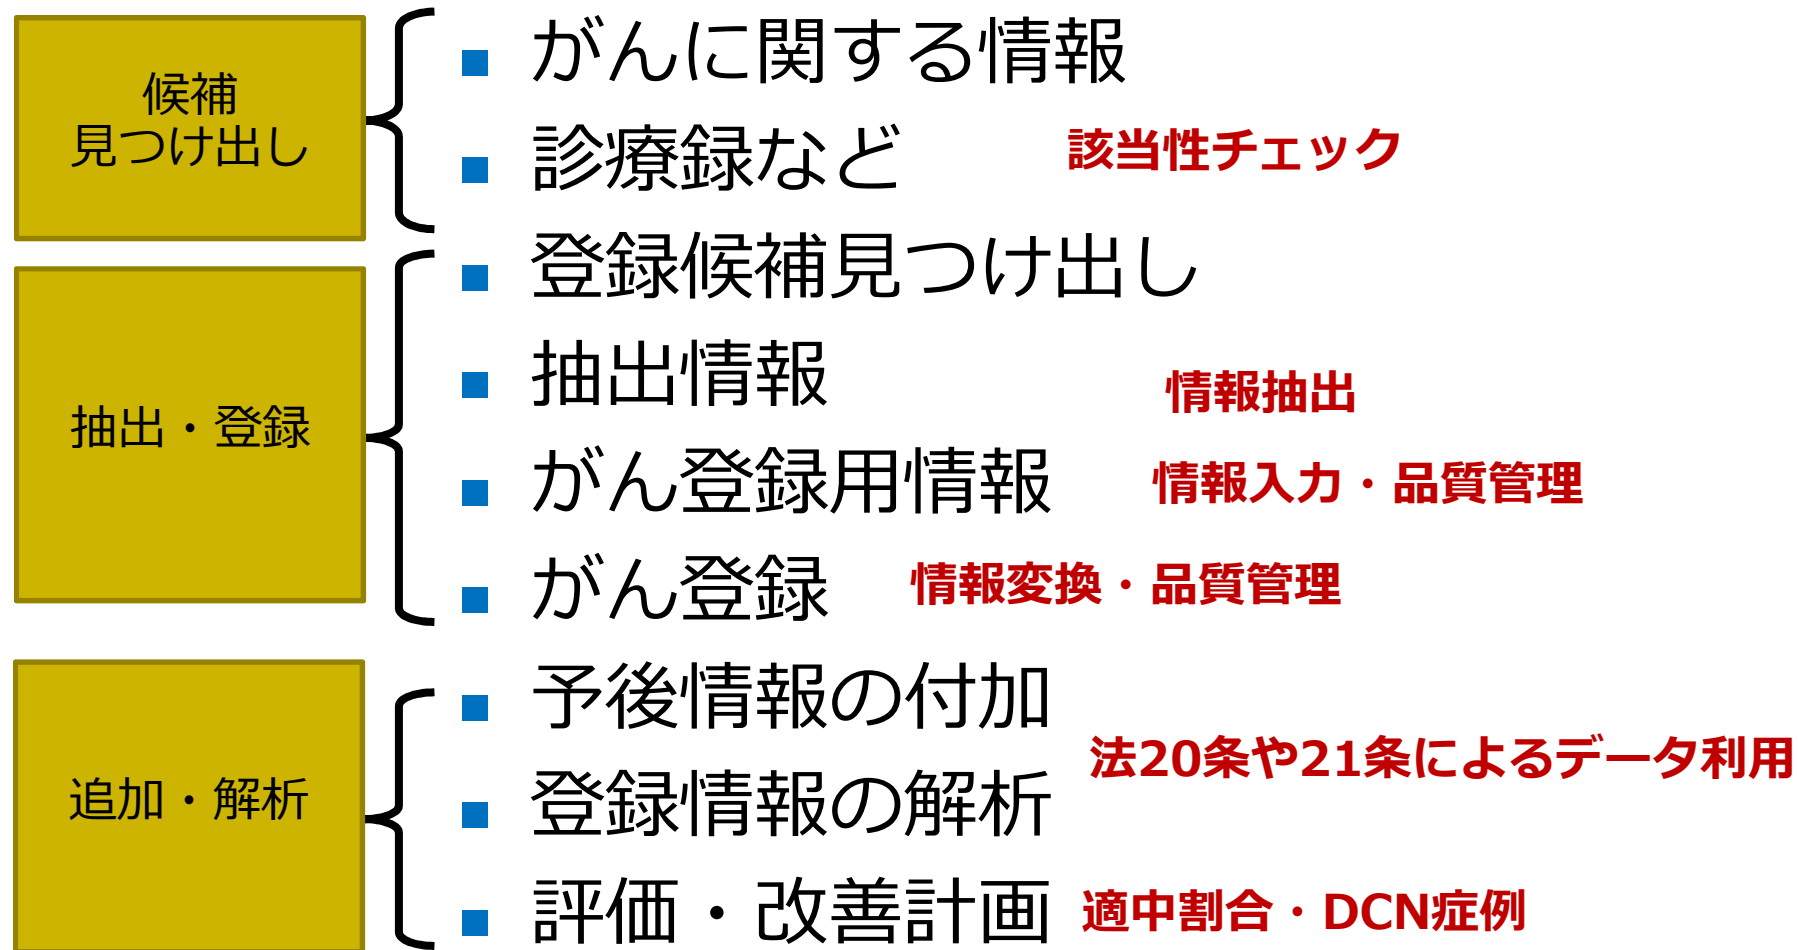 候補
見つけ出し
がんに関する情報
診療録など
該当性チェック
登録候補見つけ出し
抽出・登録
抽出情報
情報抽出
がん登録用情報
情報入力・品質管理
がん登録
情報変換・品質管理
追加・解析
予後情報の付加
法20条や21条によるデータ利用
登録情報の解析
評価・改善計画
適中割合・DCN症例